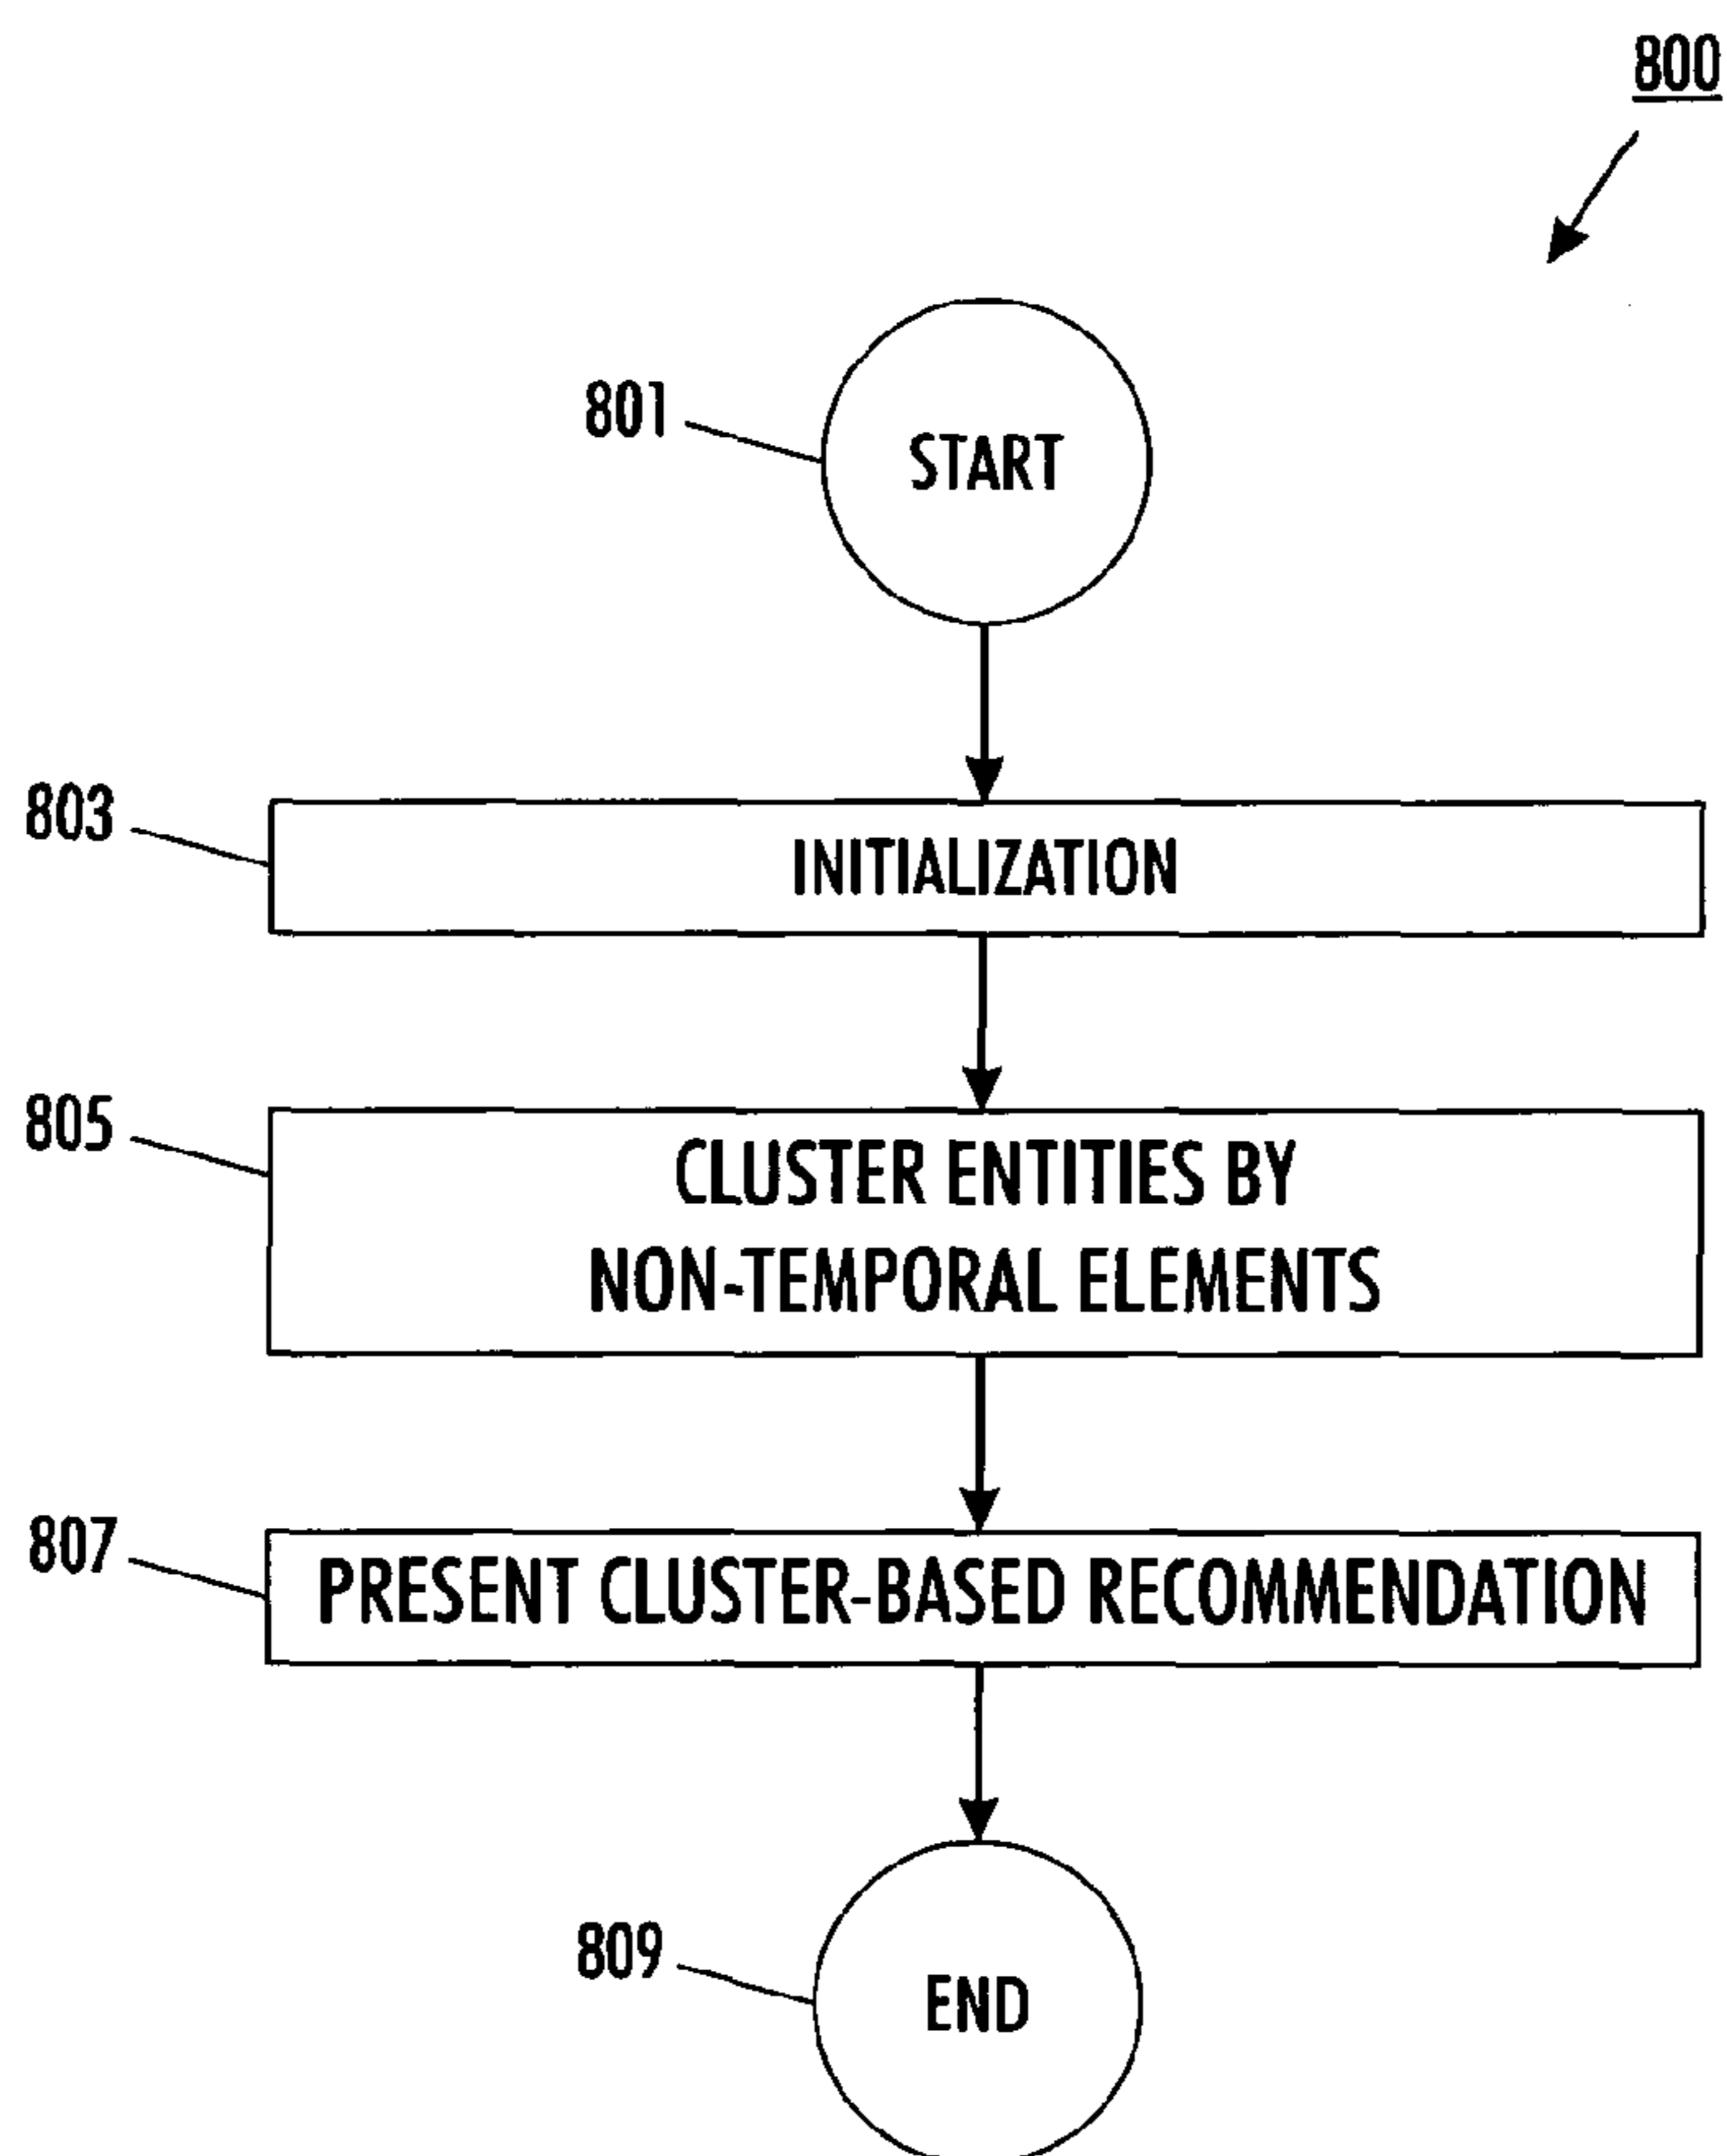 800
801
START
803
INITIALIZATION
805
CLUSTER ENTITIES BY
NON-TEMPORAL ELEMENTS
807
PRESENT CLUSTER-BASED RECOMMENDATION
809
END